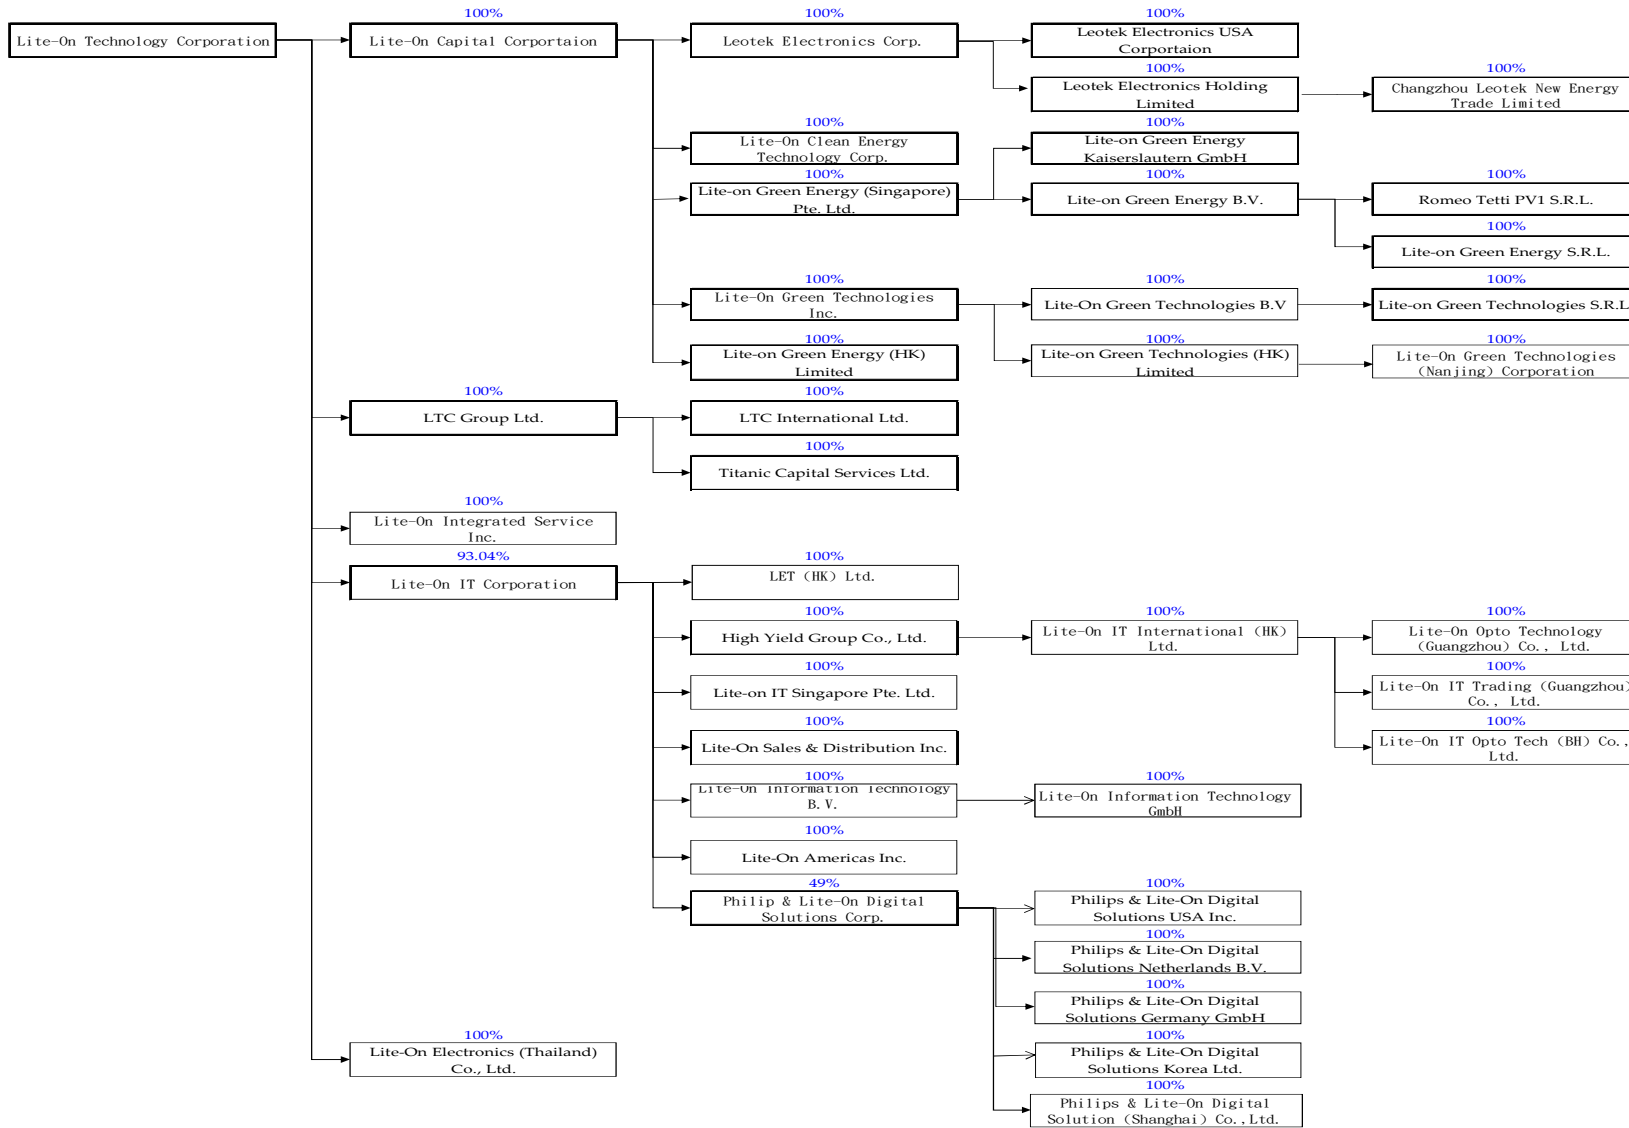 100%
100%
100%
Lite-On Technology Corporation
Lite-On Capital Corportaion
Leotek Electronics Corp.
Leotek Electronics USA
Corportaion
100%
100%
Leotek Electronics Holding
Limited
Changzhou Leotek New Energy
Trade Limited
100%
100%
Lite-On Clean Energy
Technology Corp.
Lite-on Green Energy
Kaiserslautern GmbH
100%
100%
100%
Lite-on Green Energy (Singapore)
Pte. Ltd.
Lite-on Green Energy B.V.
Romeo Tetti PV1 S.R.L.
100%
Lite-on Green Energy S.R.L.
100%
100%
100%
Lite-On Green Technologies
Inc.
Lite-On Green Technologies B.V
Lite-on Green Technologies S.R.L
100%
100%
100%
Lite-on Green Energy (HK)
Limited
Lite-on Green Technologies (HK)
Limited
Lite-On Green Technologies
(Nanjing) Corporation
100%
100%
LTC Group Ltd.
LTC International Ltd.
100%
Titanic Capital Services Ltd.
100%
Lite-On Integrated Service
Inc.
93.04%
100%
Lite-On IT Corporation
LET (HK) Ltd.
100%
100%
100%
High Yield Group Co., Ltd.
Lite-On IT International (HK)
Ltd.
Lite-On Opto Technology
(Guangzhou) Co., Ltd.
100%
100%
Lite-on IT Singapore Pte. Ltd.
Lite-On IT Trading (Guangzhou)
Co., Ltd.
100%
100%
Lite-On Sales & Distribution Inc.
Lite-On IT Opto Tech (BH) Co.,
Ltd.
100%
100%
Lite-On Information Technology
B.V.
Lite-On Information Technology
GmbH
100%
Lite-On Americas Inc.
49%
100%
Philip & Lite-On Digital
Solutions Corp.
Philips & Lite-On Digital
Solutions USA Inc.
100%
Philips & Lite-On Digital
Solutions Netherlands B.V.
100%
Philips & Lite-On Digital
Solutions Germany GmbH
100%
100%
Lite-On Electronics (Thailand)
Co., Ltd.
Philips & Lite-On Digital
Solutions Korea Ltd.
100%
Philips & Lite-On Digital
Solution (Shanghai) Co.,Ltd.